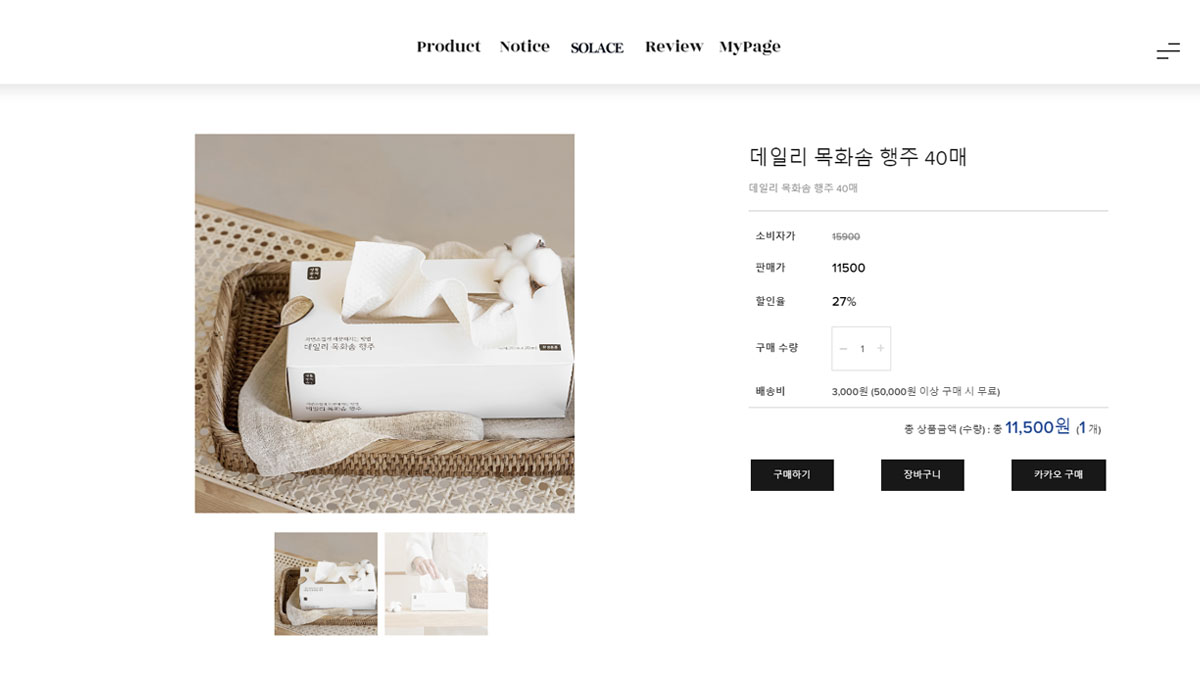 Product Notice SOLACE Review MyPage
데일리 목화솜 행주 40매
데일리 목화솜 행주 40매
소비자가 15900
판매가 11500
할인율 27%
구매 수량 − 1 +
배송비 3,000원 (50,000원 이상 구매 시 무료)
총 상품금액 (수량) : 총 11,500원 (1 개)
구매하기 장바구니 카카오 구매
데일리 목화솜 행주
데일리 목화솜 행주